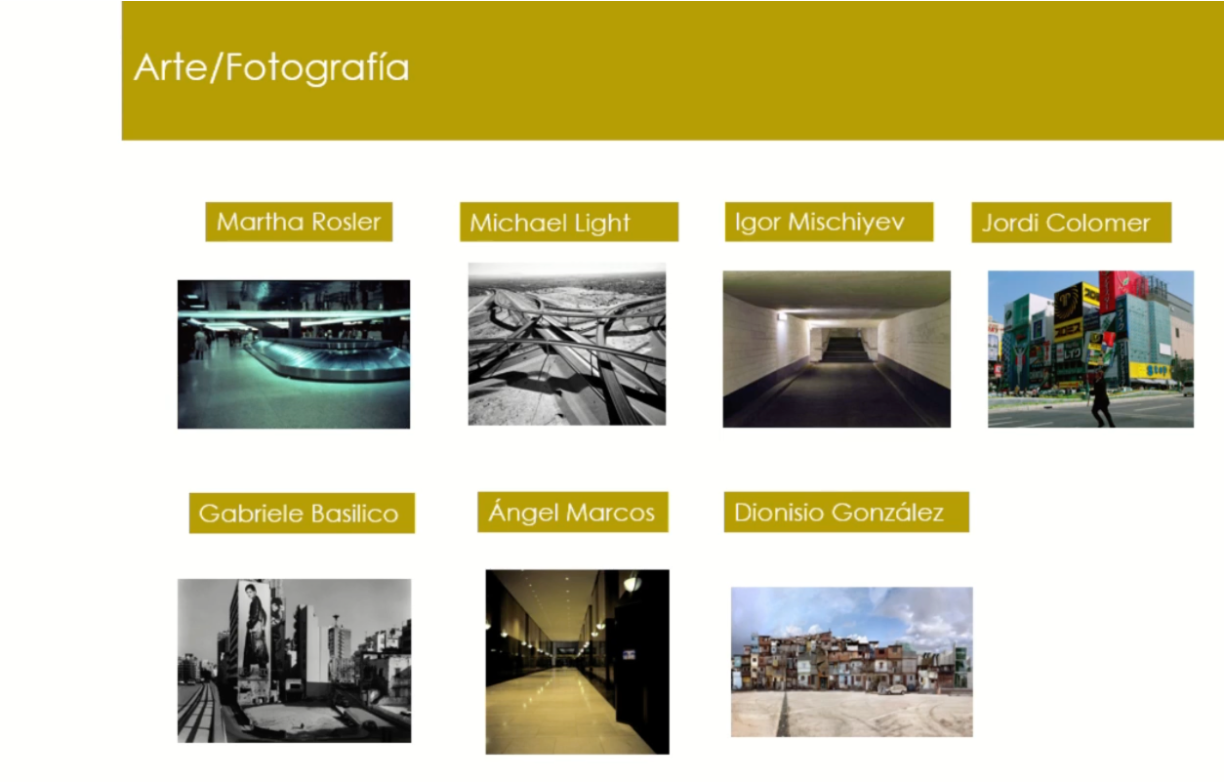 Arte/Fotografía
Martha Rosler
Michael Light
Igor Mischiyev
Jordi Colomer
Gabriele Basilico
Ángel Marcos
Dionisio González